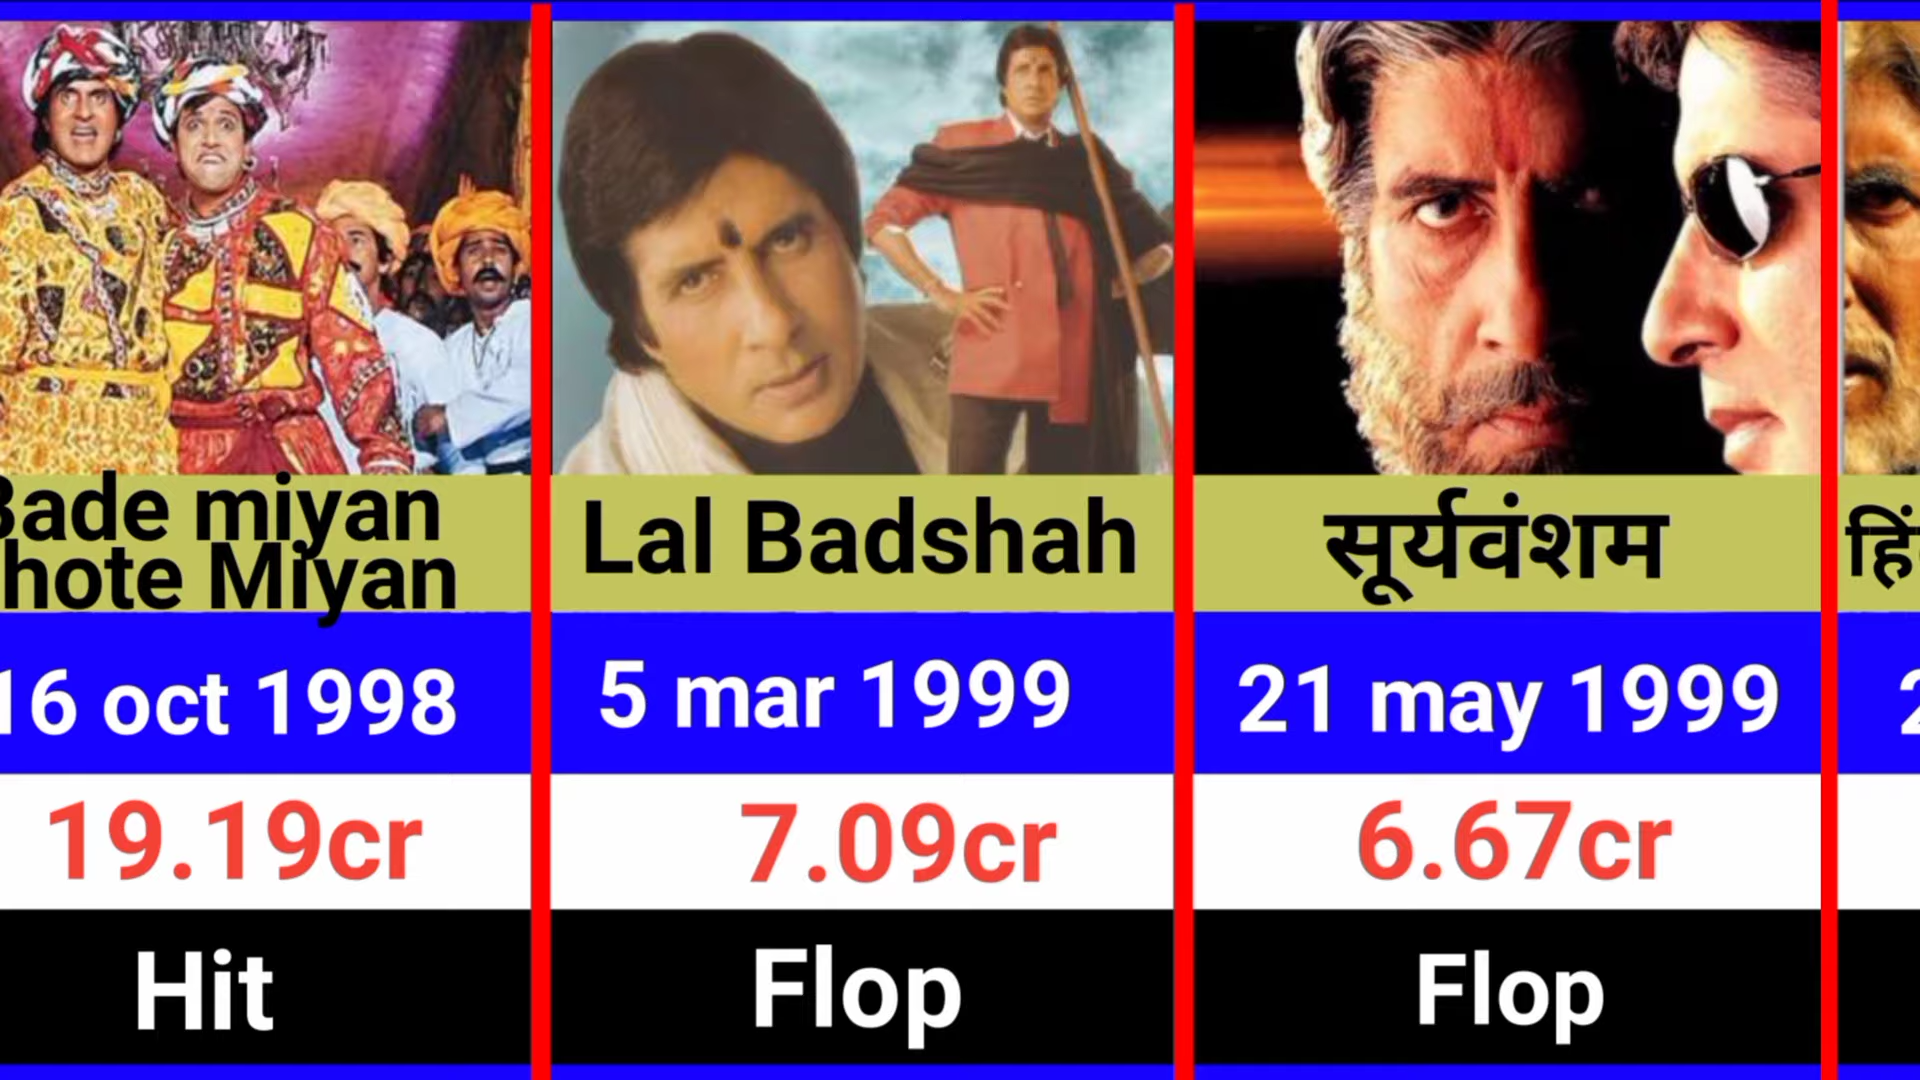 Bade miyan
hote Miyan
16 oct 1998
19.19cr
Hit
Lal Badshah
5 mar 1999
7.09cr
Flop
सूर्यवंशम
21 may 1999
6.67cr
Flop